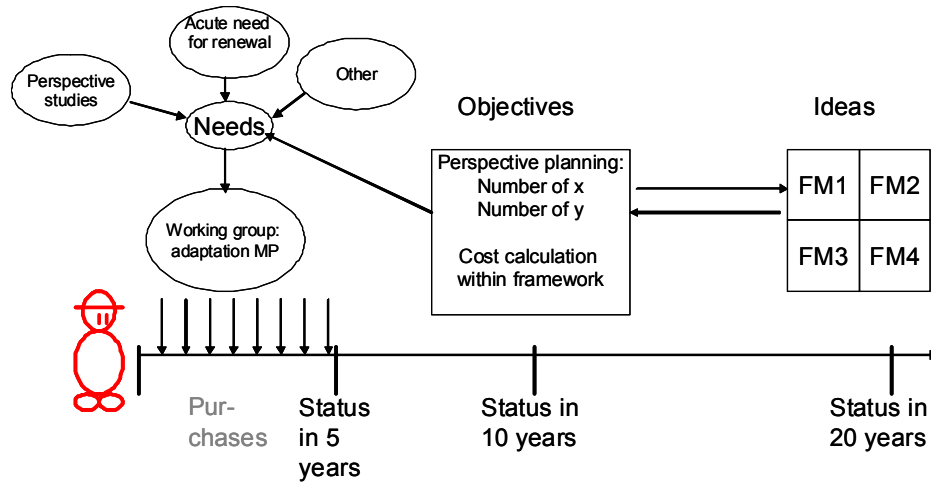 Acute need
for renewal
Perspective
studies
Other
Needs
Working group:
adaptation MP
Objectives
Perspective planning:
Number of x
Number of y
Cost calculation
within framework
Ideas
FM1
FM2
FM3
FM4
Pur-
chases
Status
in 5
years
Status in
10 years
Status in
20 years